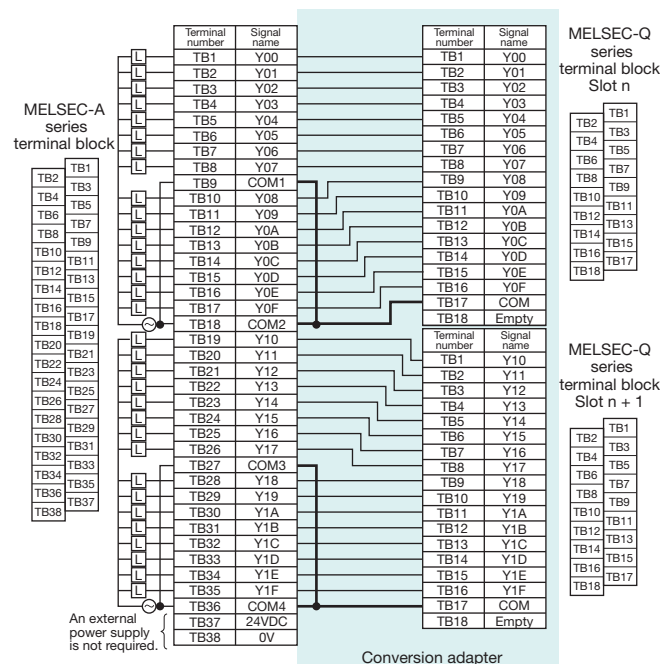 MELSEC-A
series
terminal block
TB1
TB2
TB3
TB4
TB5
TB6
TB7
TB8
TB9
TB10
TB11
TB12
TB13
TB14
TB15
TB16
TB17
TB18
TB19
TB20
TB21
TB22
TB23
TB24
TB25
TB26
TB27
TB28
TB29
TB30
TB31
TB32
TB33
TB34
TB35
TB36
TB37
TB38
Terminal number Signal name
L TB1 Y00
L TB2 Y01
L TB3 Y02
L TB4 Y03
L TB5 Y04
L TB6 Y05
L TB7 Y06
L TB8 Y07
TB9 COM1
L TB10 Y08
L TB11 Y09
L TB12 Y0A
L TB13 Y0B
L TB14 Y0C
L TB15 Y0D
L TB16 Y0E
L TB17 Y0F
TB18 COM2
L TB19 Y10
L TB20 Y11
L TB21 Y12
L TB22 Y13
L TB23 Y14
L TB24 Y15
L TB25 Y16
L TB26 Y17
TB27 COM3
L TB28 Y18
L TB29 Y19
L TB30 Y1A
L TB31 Y1B
L TB32 Y1C
L TB33 Y1D
L TB34 Y1E
L TB35 Y1F
TB36 COM4
TB37 24VDC
TB38 0V
An external
power supply
is not required.
Terminal number Signal name
TB1 Y00
TB2 Y01
TB3 Y02
TB4 Y03
TB5 Y04
TB6 Y05
TB7 Y06
TB8 Y07
TB9 Y08
TB10 Y09
TB11 Y0A
TB12 Y0B
TB13 Y0C
TB14 Y0D
TB15 Y0E
TB16 Y0F
TB17 COM
TB18 Empty
Terminal number Signal name
TB1 Y10
TB2 Y11
TB3 Y12
TB4 Y13
TB5 Y14
TB6 Y15
TB7 Y16
TB8 Y17
TB9 Y18
TB10 Y19
TB11 Y1A
TB12 Y1B
TB13 Y1C
TB14 Y1D
TB15 Y1E
TB16 Y1F
TB17 COM
TB18 Empty
Conversion adapter
MELSEC-Q
series
terminal block
Slot n
TB1
TB2
TB3
TB4
TB5
TB6
TB7
TB8
TB9
TB10
TB11
TB12
TB13
TB14
TB15
TB16
TB17
TB18
MELSEC-Q
series
terminal block
Slot n + 1
TB1
TB2
TB3
TB4
TB5
TB6
TB7
TB8
TB9
TB10
TB11
TB12
TB13
TB14
TB15
TB16
TB17
TB18